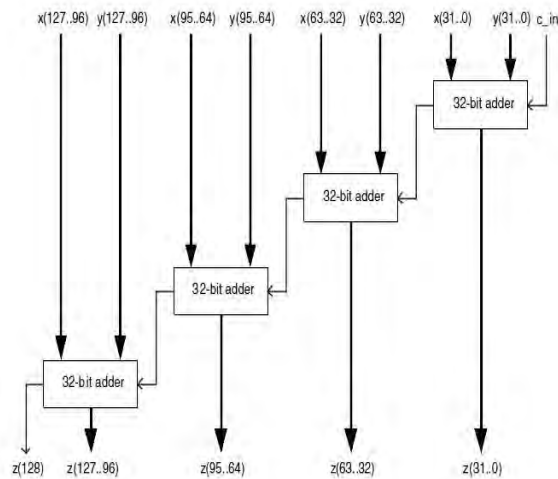 x(127..96) y(127..96) x(95..64) y(95..64) x(63..32) y(63..32) x(31..0) y(31..0) c_in
32-bit adder
32-bit adder
32-bit adder
32-bit adder
z(128) z(127..96) z(95..64) z(63..32) z(31..0)